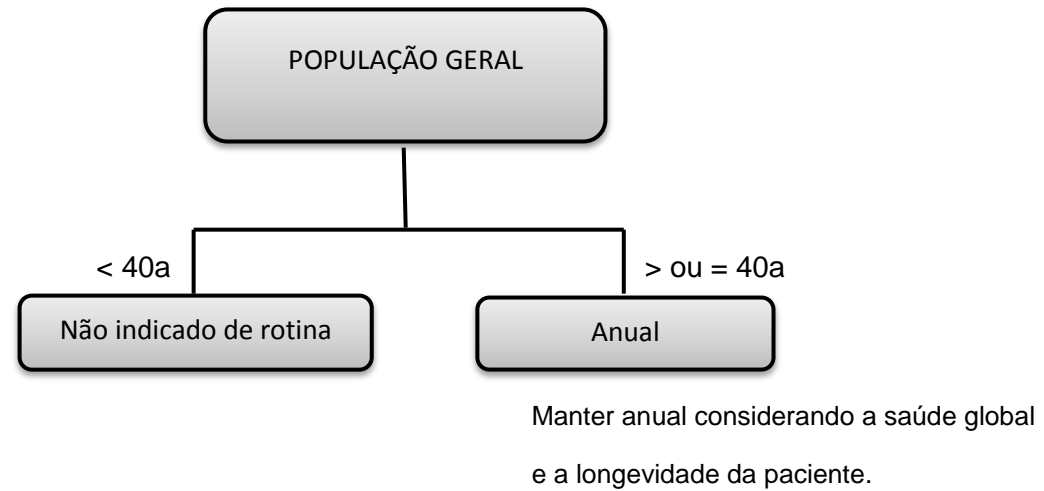 POPULAÇÃO GERAL
< 40a
> ou = 40a
Não indicado de rotina
Anual
Manter anual considerando a saúde global
e a longevidade da paciente.